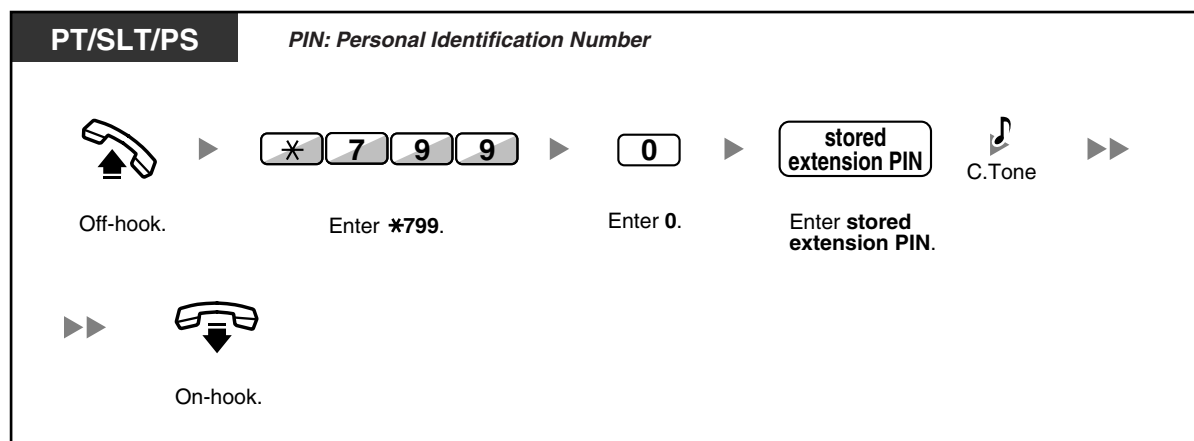 PT/SLT/PS
PIN: Personal Identification Number
* 7 9 9
0
stored
extension PIN
C.Tone
Off-hook.
Enter *799.
Enter 0.
Enter stored
extension PIN.
On-hook.